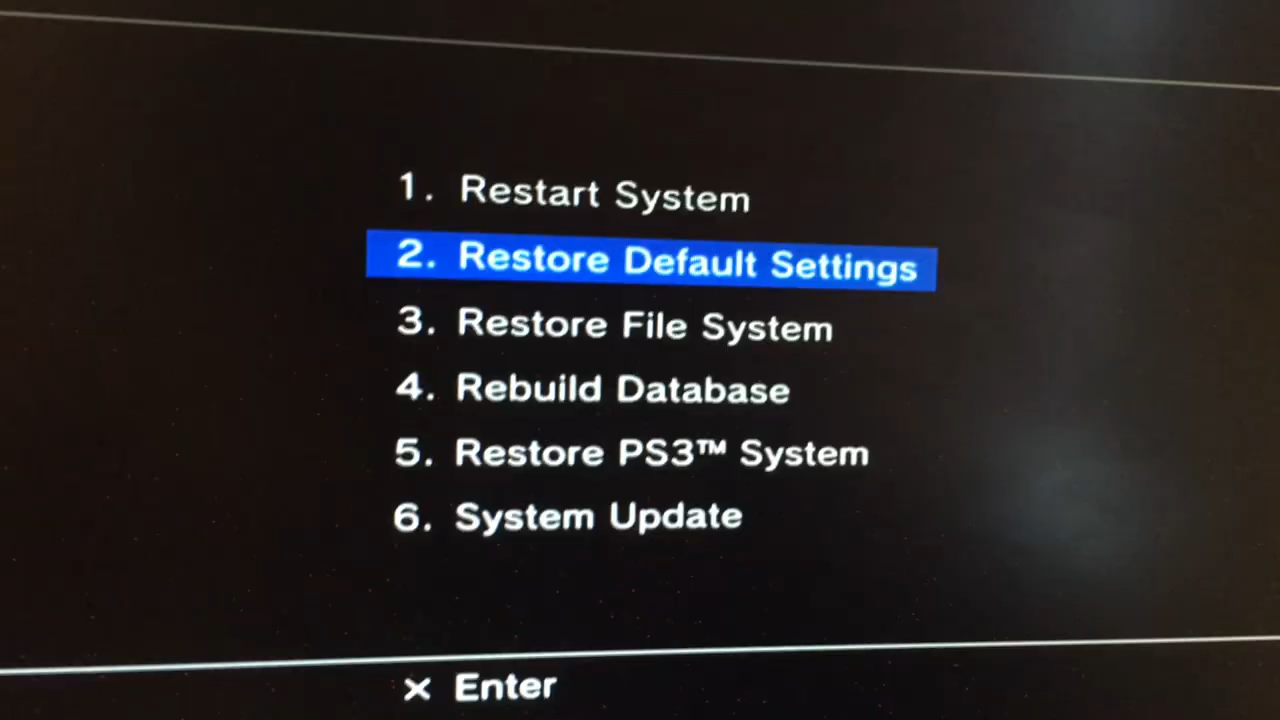 1. Restart System
2. Restore Default Settings
3. Restore File System
4. Rebuild Database
5. Restore PS3™ System
6. System Update
✕ Enter